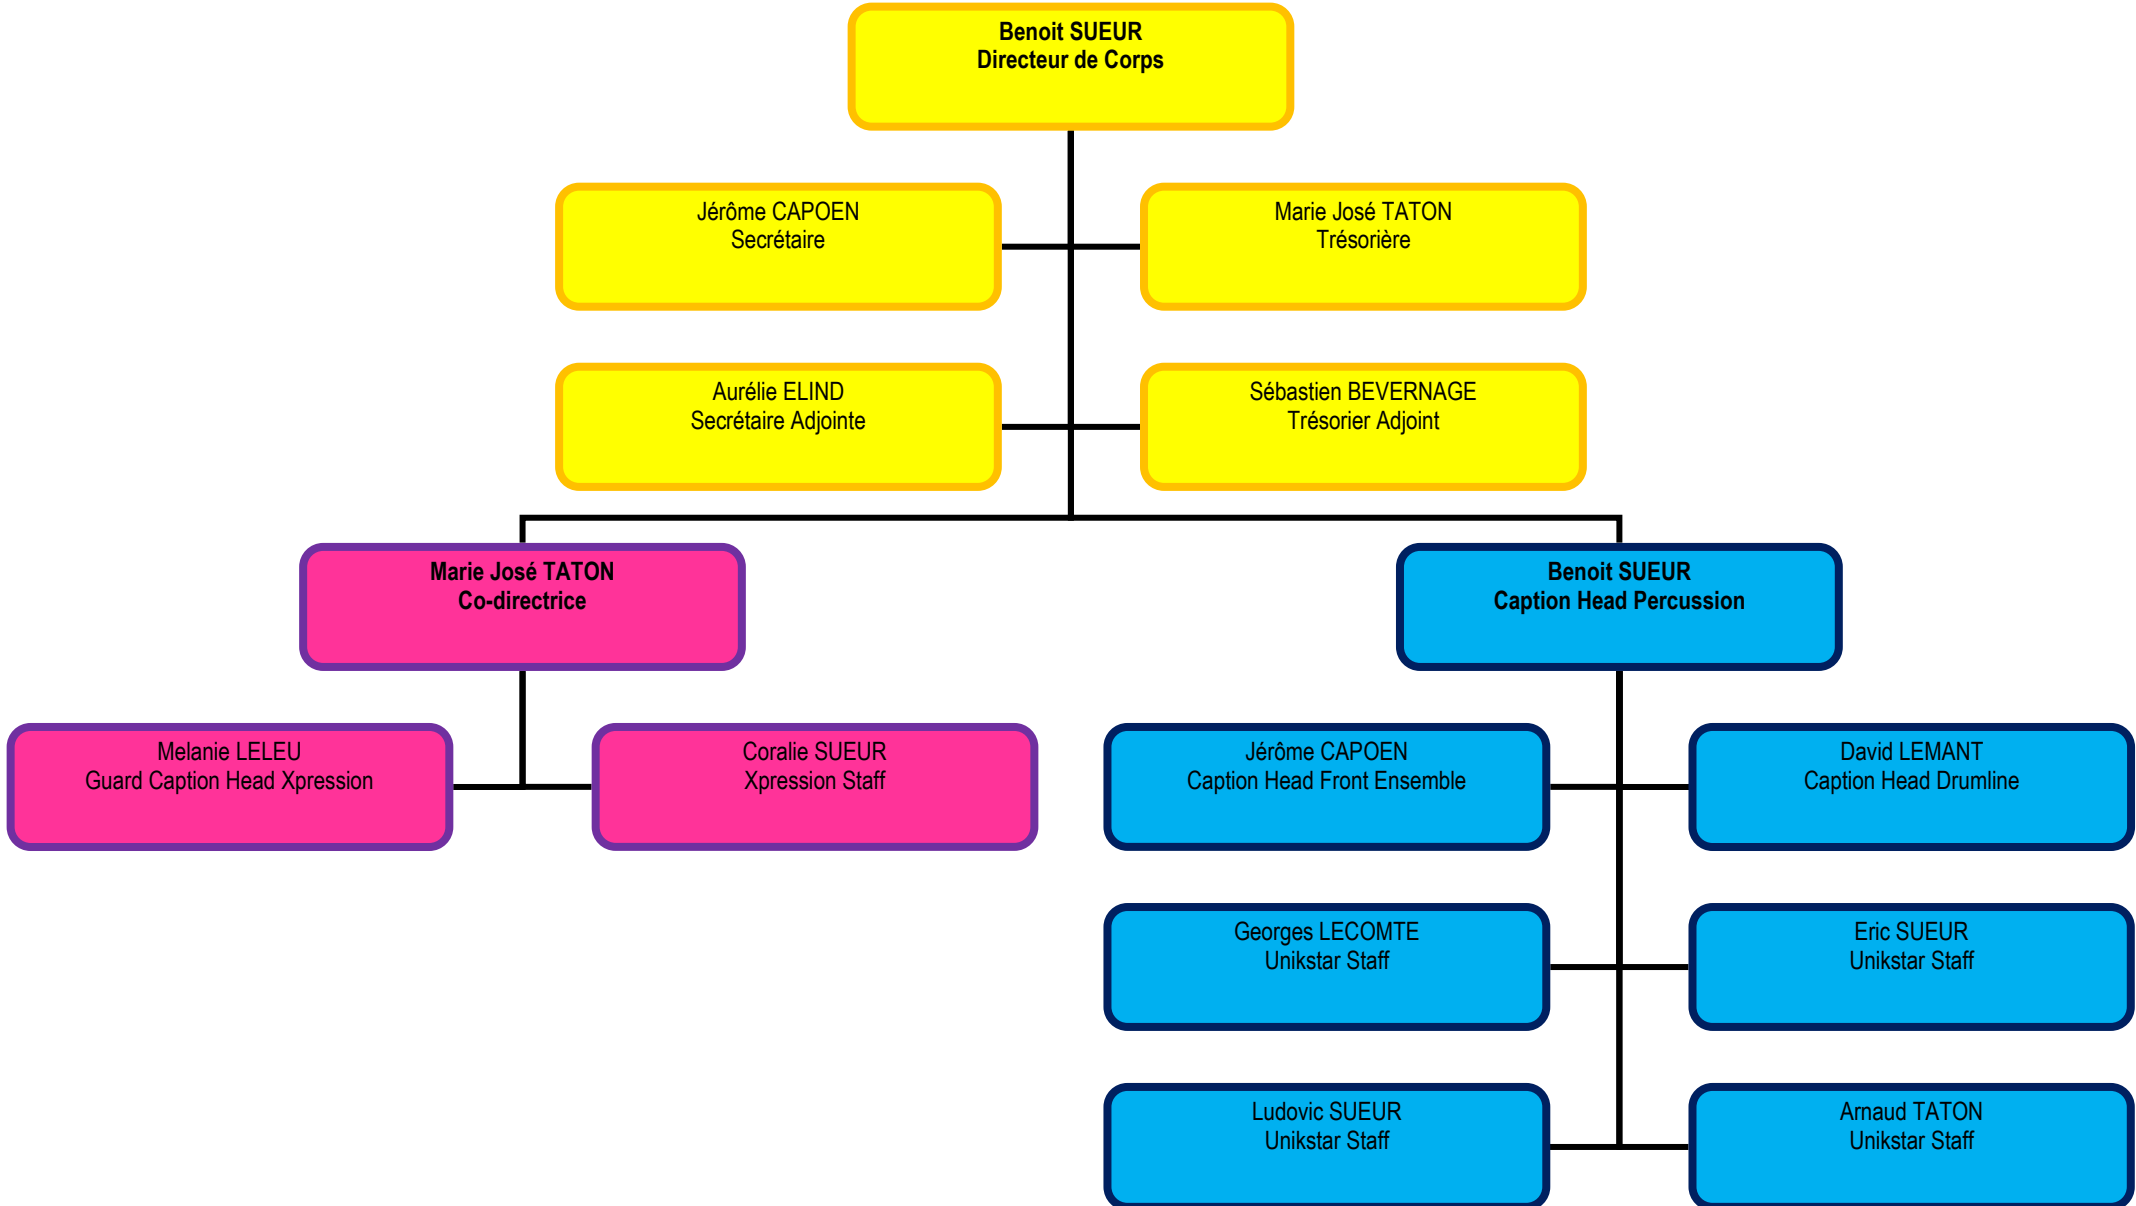 Benoit SUEUR
Directeur de Corps
Jérôme CAPOEN
Secrétaire
Marie José TATON
Trésorière
Aurélie ELIND
Secrétaire Adjointe
Sébastien BEVERNAGE
Trésorier Adjoint
Marie José TATON
Co-directrice
Benoit SUEUR
Caption Head Percussion
Melanie LELEU
Guard Caption Head Xpression
Coralie SUEUR
Xpression Staff
Jérôme CAPOEN
Caption Head Front Ensemble
David LEMANT
Caption Head Drumline
Georges LECOMTE
Unikstar Staff
Eric SUEUR
Unikstar Staff
Ludovic SUEUR
Unikstar Staff
Arnaud TATON
Unikstar Staff